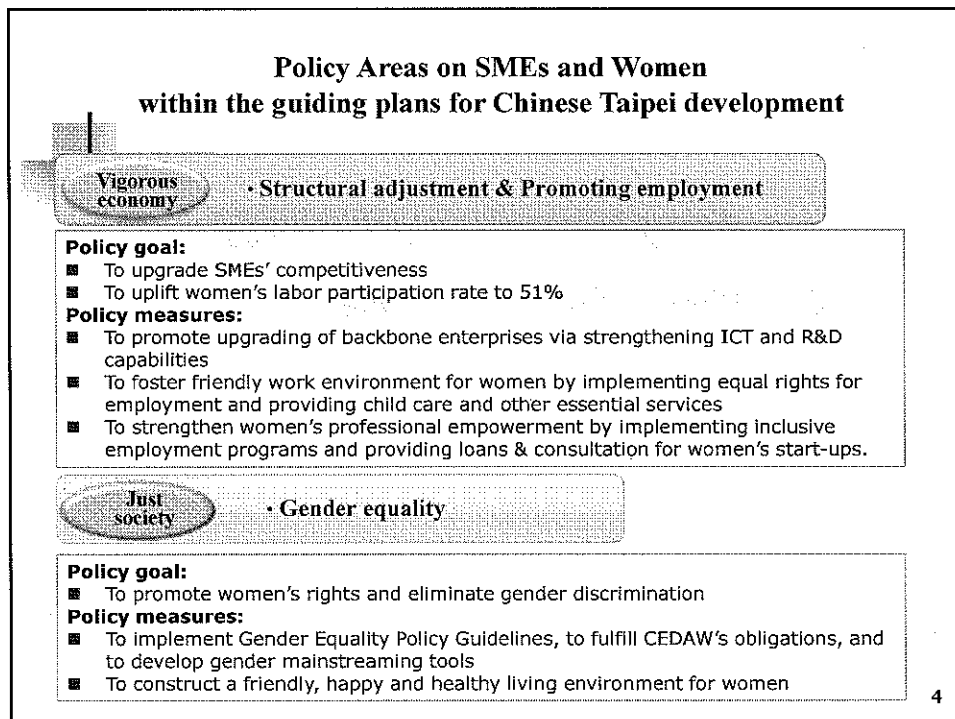 Policy Areas on SMEs and Women
within the guiding plans for Chinese Taipei development
Vigorous
economy
· Structural adjustment & Promoting employment
Policy goal:
■ To upgrade SMEs' competitiveness
■ To uplift women's labor participation rate to 51%
Policy measures:
■ To promote upgrading of backbone enterprises via strengthening ICT and R&D
capabilities
■ To foster friendly work environment for women by implementing equal rights for
employment and providing child care and other essential services
■ To strengthen women's professional empowerment by implementing inclusive
employment programs and providing loans & consultation for women's start-ups.
Just
society
· Gender equality
Policy goal:
■ To promote women's rights and eliminate gender discrimination
Policy measures:
■ To implement Gender Equality Policy Guidelines, to fulfill CEDAW's obligations, and
to develop gender mainstreaming tools
■ To construct a friendly, happy and healthy living environment for women
4